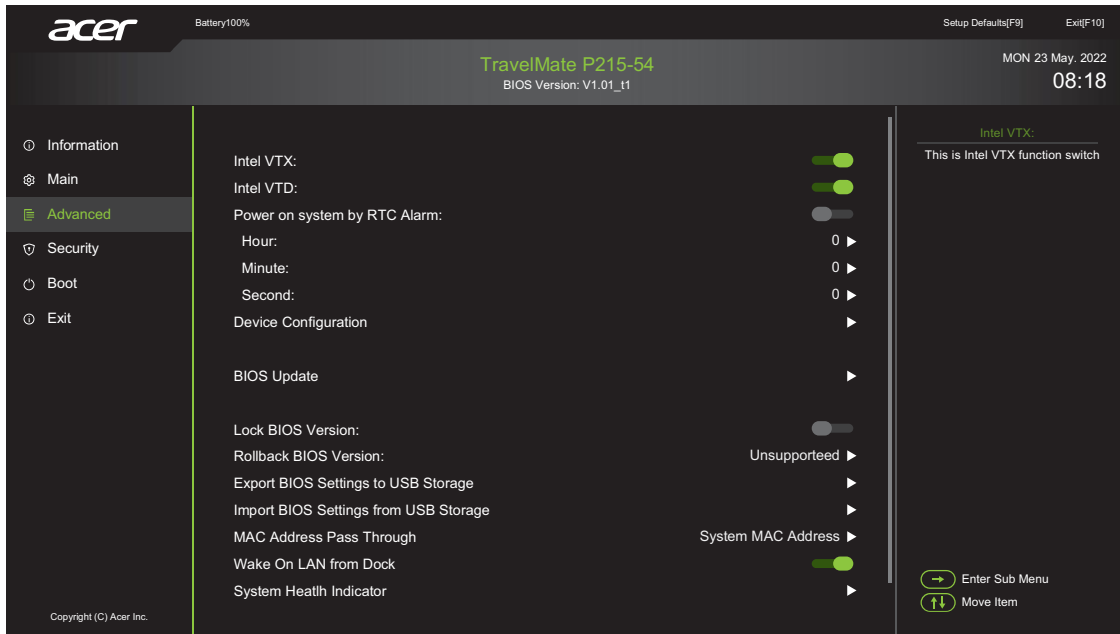 acer
Battery100%
Setup Defaults[F9] Exit[F10]
TravelMate P215-54
BIOS Version: V1.01_t1
MON 23 May. 2022
08:18
Information
Main
Advanced
Security
Boot
Exit
Intel VTX:
Intel VTD:
Power on system by RTC Alarm:
Hour: 0
Minute: 0
Second: 0
Device Configuration
BIOS Update
Lock BIOS Version:
Rollback BIOS Version: Unsupporteed
Export BIOS Settings to USB Storage
Import BIOS Settings from USB Storage
MAC Address Pass Through System MAC Address
Wake On LAN from Dock
System Heatlh Indicator
Intel VTX:
This is Intel VTX function switch
Enter Sub Menu
Move Item
Copyright (C) Acer Inc.